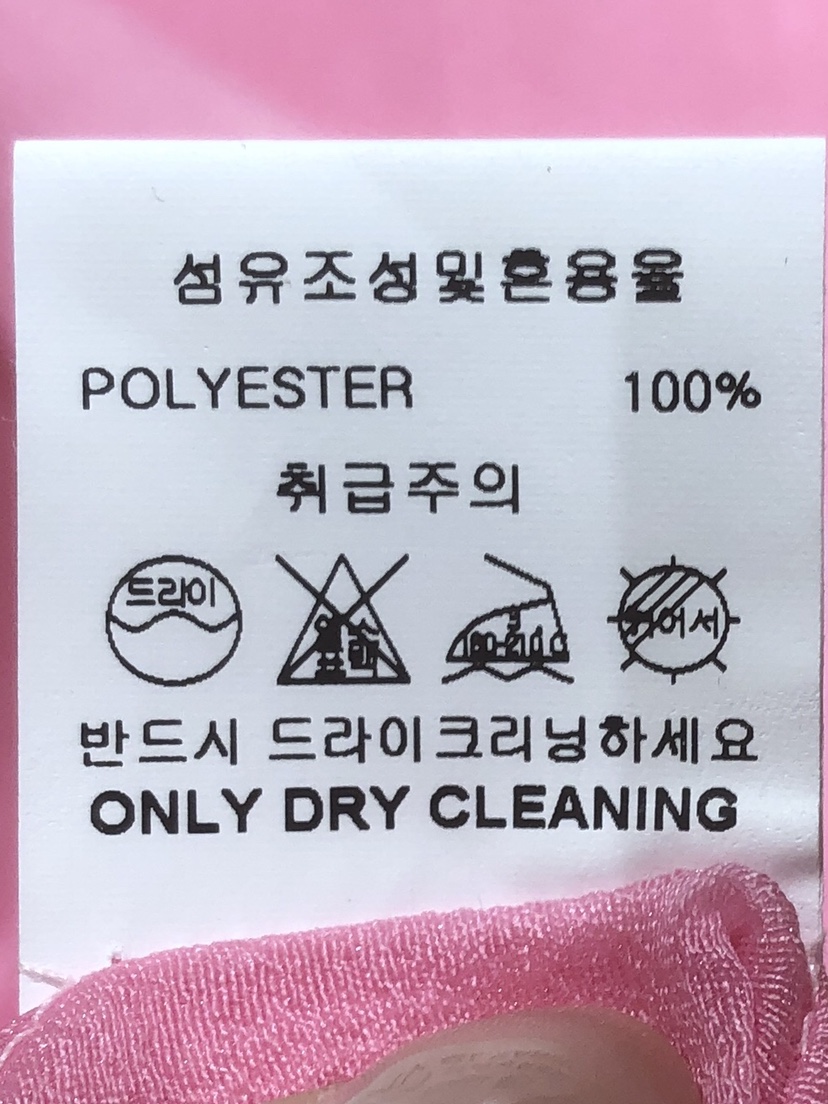 섬유조성및혼용율
POLYESTER 100%
취급주의
드라이
반드시 드라이크리닝하세요
ONLY DRY CLEANING